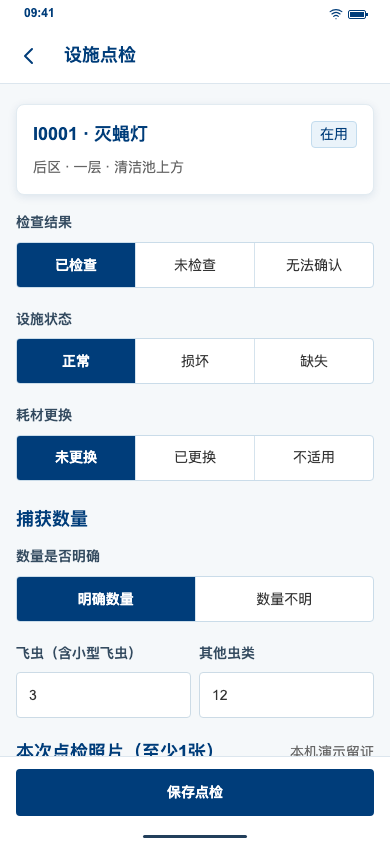 09:41
设施点检
I0001 · 灭蝇灯
在用
后区 · 一层 · 清洁池上方
检查结果
已检查 未检查 无法确认
设施状态
正常 损坏 缺失
耗材更换
未更换 已更换 不适用
捕获数量
数量是否明确
明确数量 数量不明
飞虫（含小型飞虫） 其他虫类
3 12
本次点检照片（至少1张） 本机演示留证
保存点检